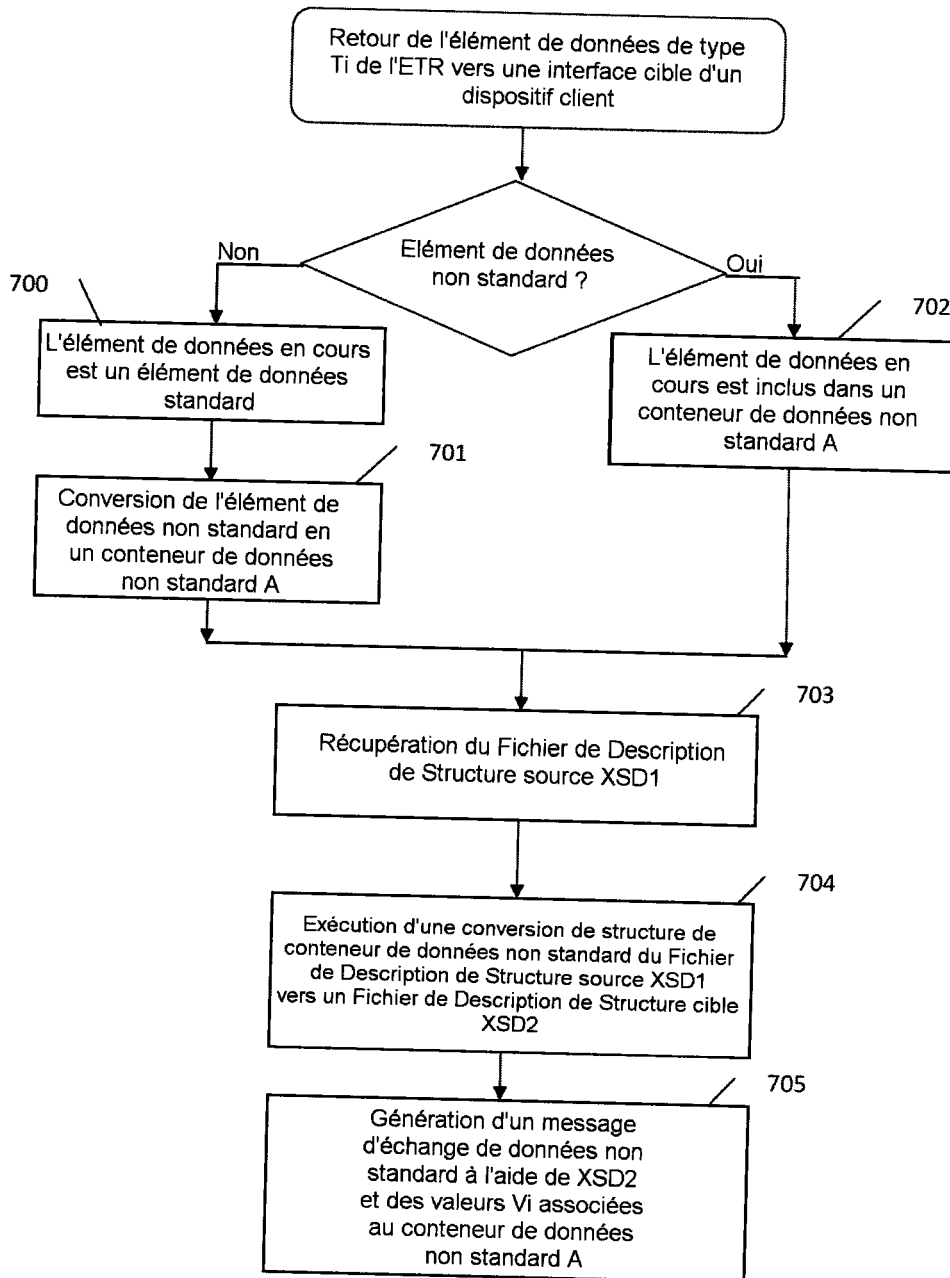 Retour de l'élément de données de type
Ti de l'ETR vers une interface cible d'un
dispositif client
Elément de données
non standard ?
Non
Oui
700
L'élément de données en cours
est un élément de données
standard
702
L'élément de données en
cours est inclus dans un
conteneur de données non
standard A
701
Conversion de l'élément de
données non standard en
un conteneur de données
non standard A
703
Récupération du Fichier de Description
de Structure source XSD1
704
Exécution d'une conversion de structure de
conteneur de données non standard du Fichier
de Description de Structure source XSD1
vers un Fichier de Description de Structure cible
XSD2
705
Génération d'un message
d'échange de données non
standard à l'aide de XSD2
et des valeurs Vi associées
au conteneur de données
non standard A